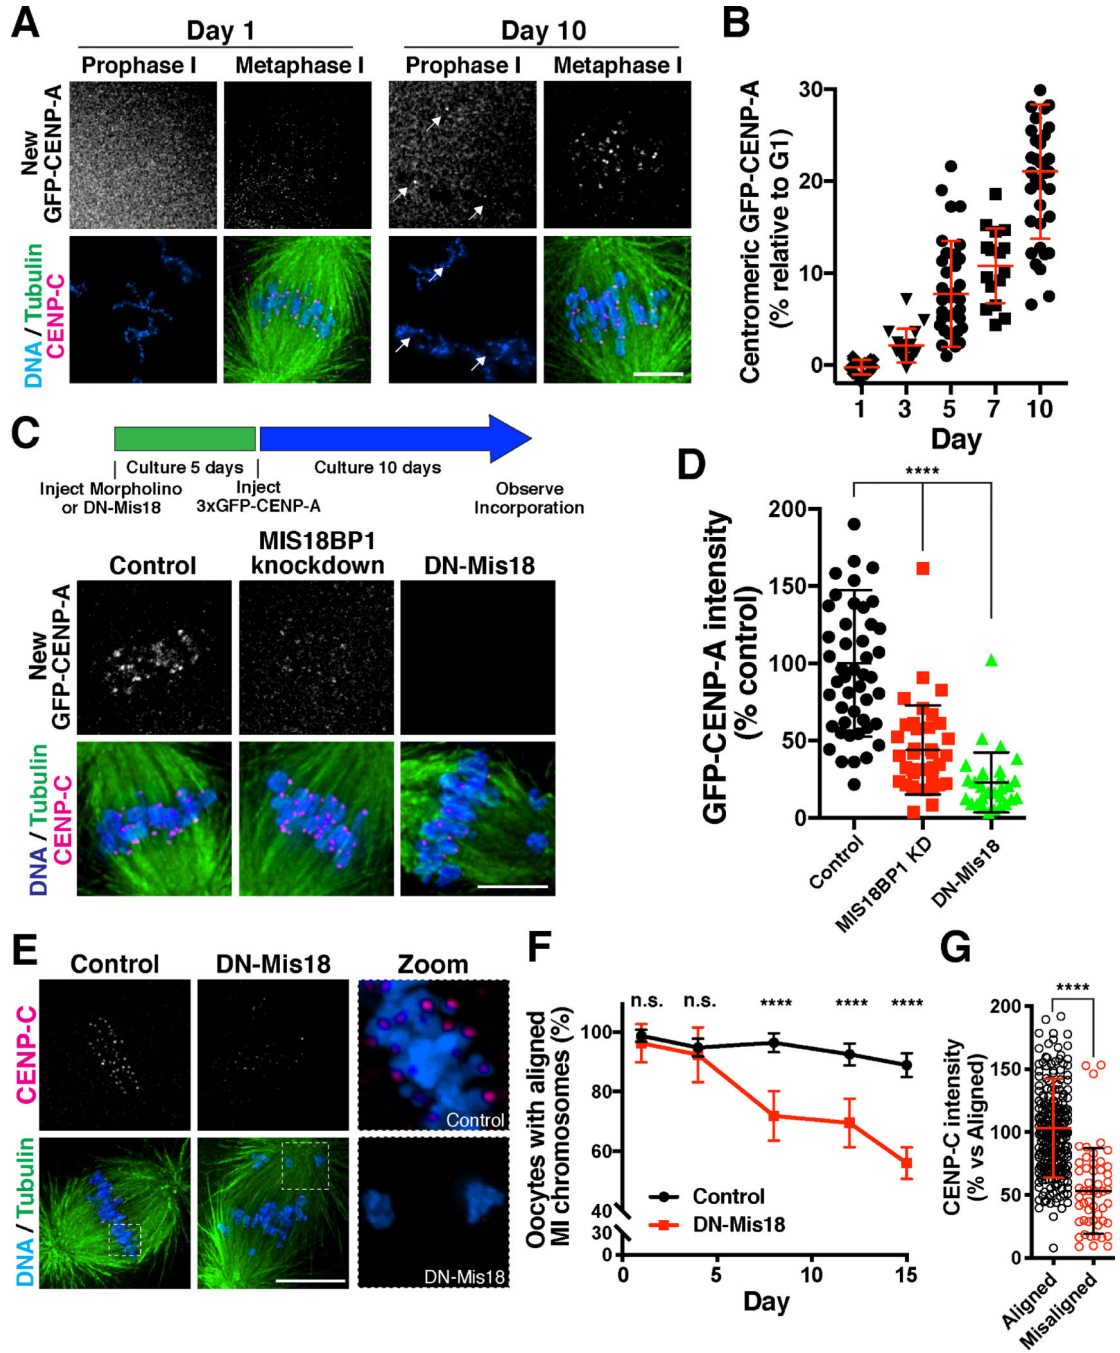 A
Day 1
Day 10
Prophase I
Metaphase I
Prophase I
Metaphase I
New
GFP-CENP-A
DNA / Tubulin
CENP-C
B
Centromeric GFP-CENP-A
(% relative to G1)
30
20
10
0
1
3
5
7
10
Day
C
Culture 5 days
Culture 10 days
Inject Morpholino
or DN-Mis18
Inject
3xGFP-CENP-A
Observe
Incorporation
Control
MIS18BP1
knockdown
DN-Mis18
New
GFP-CENP-A
DNA / Tubulin
CENP-C
D
****
GFP-CENP-A intensity
(% control)
200
150
100
50
0
Control
MIS18BP1 KD
DN-Mis18
E
Control
DN-Mis18
Zoom
CENP-C
DNA / Tubulin
Control
DN-Mis18
F
n.s.
n.s.
****
****
****
Oocytes with aligned
MI chromosomes (%)
100
80
60
40
30
0
Control
DN-Mis18
0
5
10
15
Day
G
****
CENP-C intensity
(% vs Aligned)
200
150
100
50
0
Aligned
Misaligned